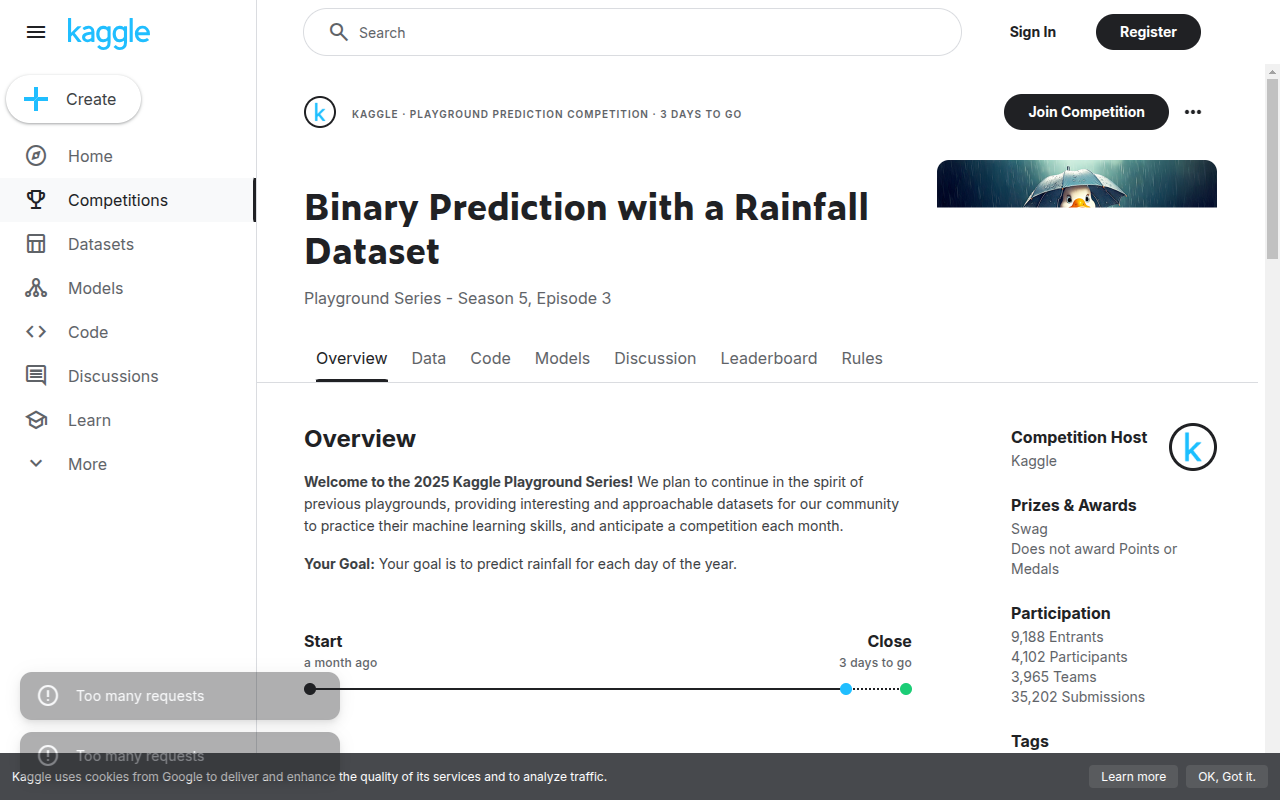 kaggle
Search
Sign In
Register
Create
Home
Competitions
Datasets
Models
Code
Discussions
Learn
More
k
KAGGLE · PLAYGROUND PREDICTION COMPETITION · 3 DAYS TO GO
Join Competition
Binary Prediction with a Rainfall
Dataset
Playground Series - Season 5, Episode 3
Overview
Data
Code
Models
Discussion
Leaderboard
Rules
Overview
Welcome to the 2025 Kaggle Playground Series! We plan to continue in the spirit of
previous playgrounds, providing interesting and approachable datasets for our community
to practice their machine learning skills, and anticipate a competition each month.
Your Goal: Your goal is to predict rainfall for each day of the year.
Start
a month ago
Close
3 days to go
Competition Host
Kaggle
k
Prizes & Awards
Swag
Does not award Points or
Medals
Participation
9,188 Entrants
4,102 Participants
3,965 Teams
35,202 Submissions
Tags
Too many requests
Too many requests
Kaggle uses cookies from Google to deliver and enhance the quality of its services and to analyze traffic.
Learn more
OK, Got it.